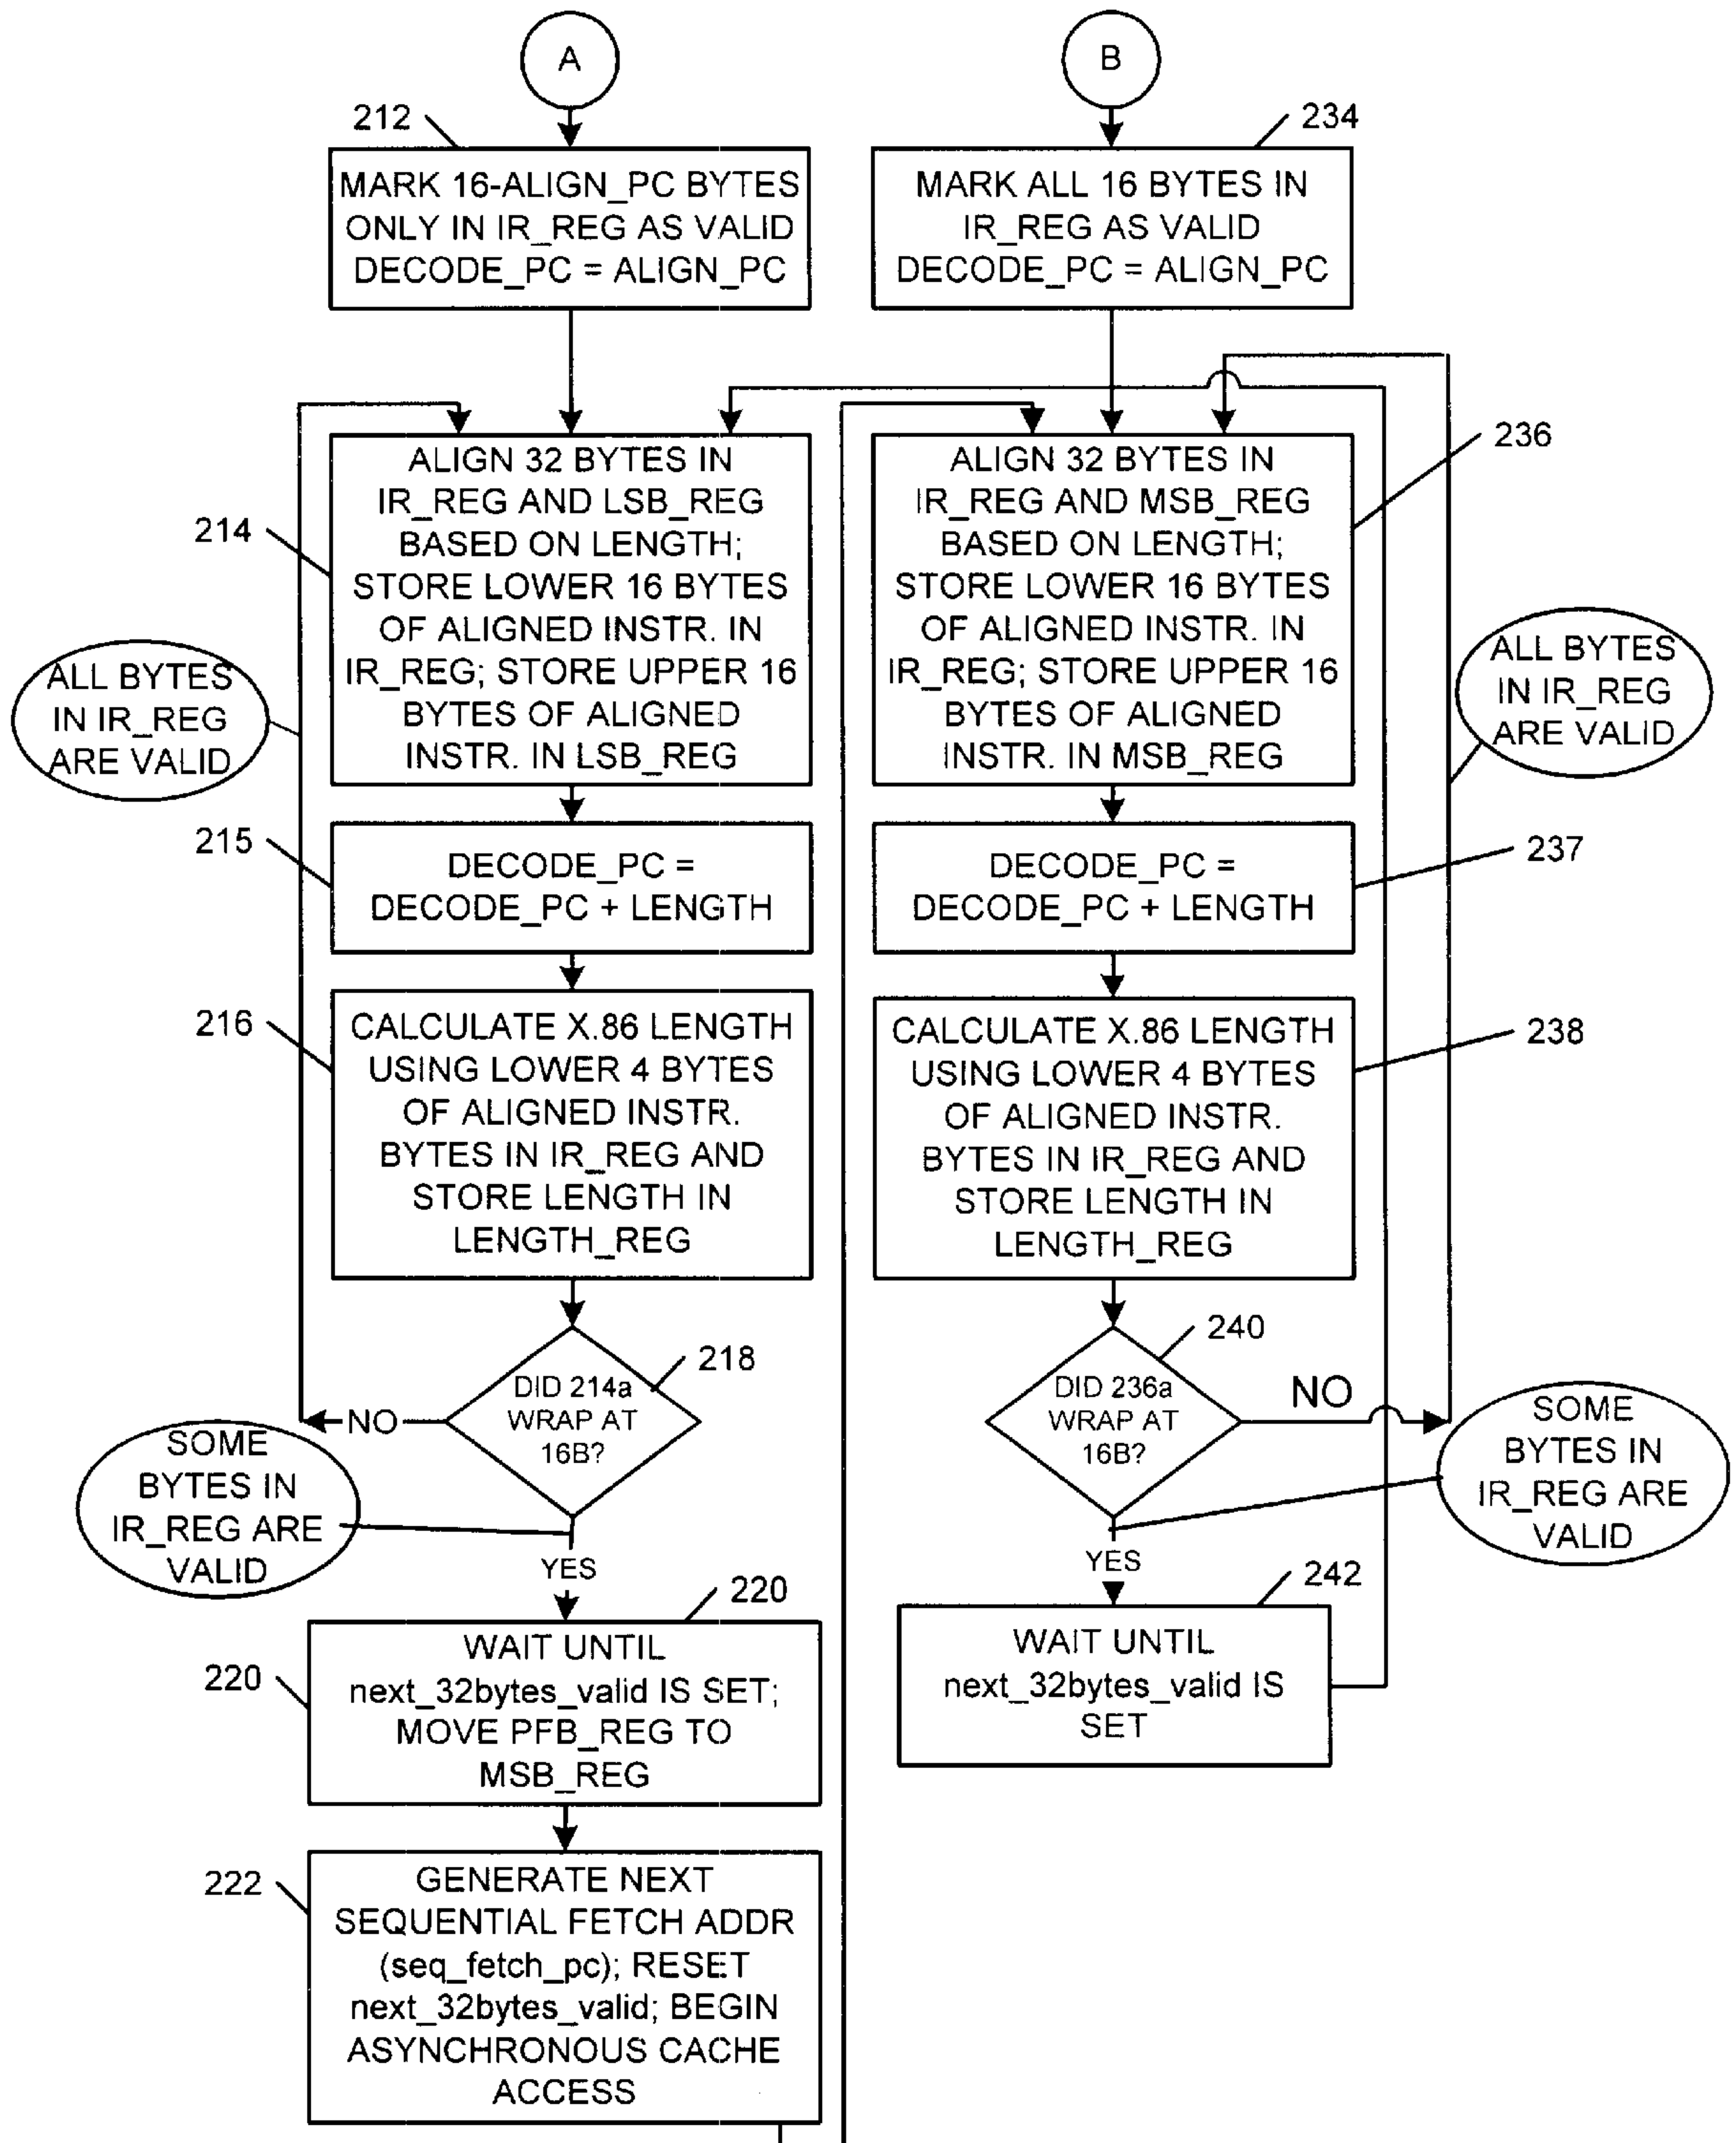 A
212
MARK 16-ALIGN_PC BYTES
ONLY IN IR_REG AS VALID
DECODE_PC = ALIGN_PC
214
ALIGN 32 BYTES IN
IR_REG AND LSB_REG
BASED ON LENGTH;
STORE LOWER 16 BYTES
OF ALIGNED INSTR. IN
IR_REG; STORE UPPER 16
BYTES OF ALIGNED
INSTR. IN LSB_REG
ALL BYTES
IN IR_REG
ARE VALID
215
DECODE_PC =
DECODE_PC + LENGTH
216
CALCULATE X.86 LENGTH
USING LOWER 4 BYTES
OF ALIGNED INSTR.
BYTES IN IR_REG AND
STORE LENGTH IN
LENGTH_REG
218
DID 214a
WRAP AT
16B?
NO
SOME
BYTES IN
IR_REG ARE
VALID
YES
220
220
WAIT UNTIL
next_32bytes_valid IS SET;
MOVE PFB_REG TO
MSB_REG
222
GENERATE NEXT
SEQUENTIAL FETCH ADDR
(seq_fetch_pc); RESET
next_32bytes_valid; BEGIN
ASYNCHRONOUS CACHE
ACCESS
B
234
MARK ALL 16 BYTES IN
IR_REG AS VALID
DECODE_PC = ALIGN_PC
236
ALIGN 32 BYTES IN
IR_REG AND MSB_REG
BASED ON LENGTH;
STORE LOWER 16 BYTES
OF ALIGNED INSTR. IN
IR_REG; STORE UPPER 16
BYTES OF ALIGNED
INSTR. IN MSB_REG
ALL BYTES
IN IR_REG
ARE VALID
237
DECODE_PC =
DECODE_PC + LENGTH
238
CALCULATE X.86 LENGTH
USING LOWER 4 BYTES
OF ALIGNED INSTR.
BYTES IN IR_REG AND
STORE LENGTH IN
LENGTH_REG
240
DID 236a
WRAP AT
16B?
NO
SOME
BYTES IN
IR_REG ARE
VALID
YES
242
WAIT UNTIL
next_32bytes_valid IS
SET